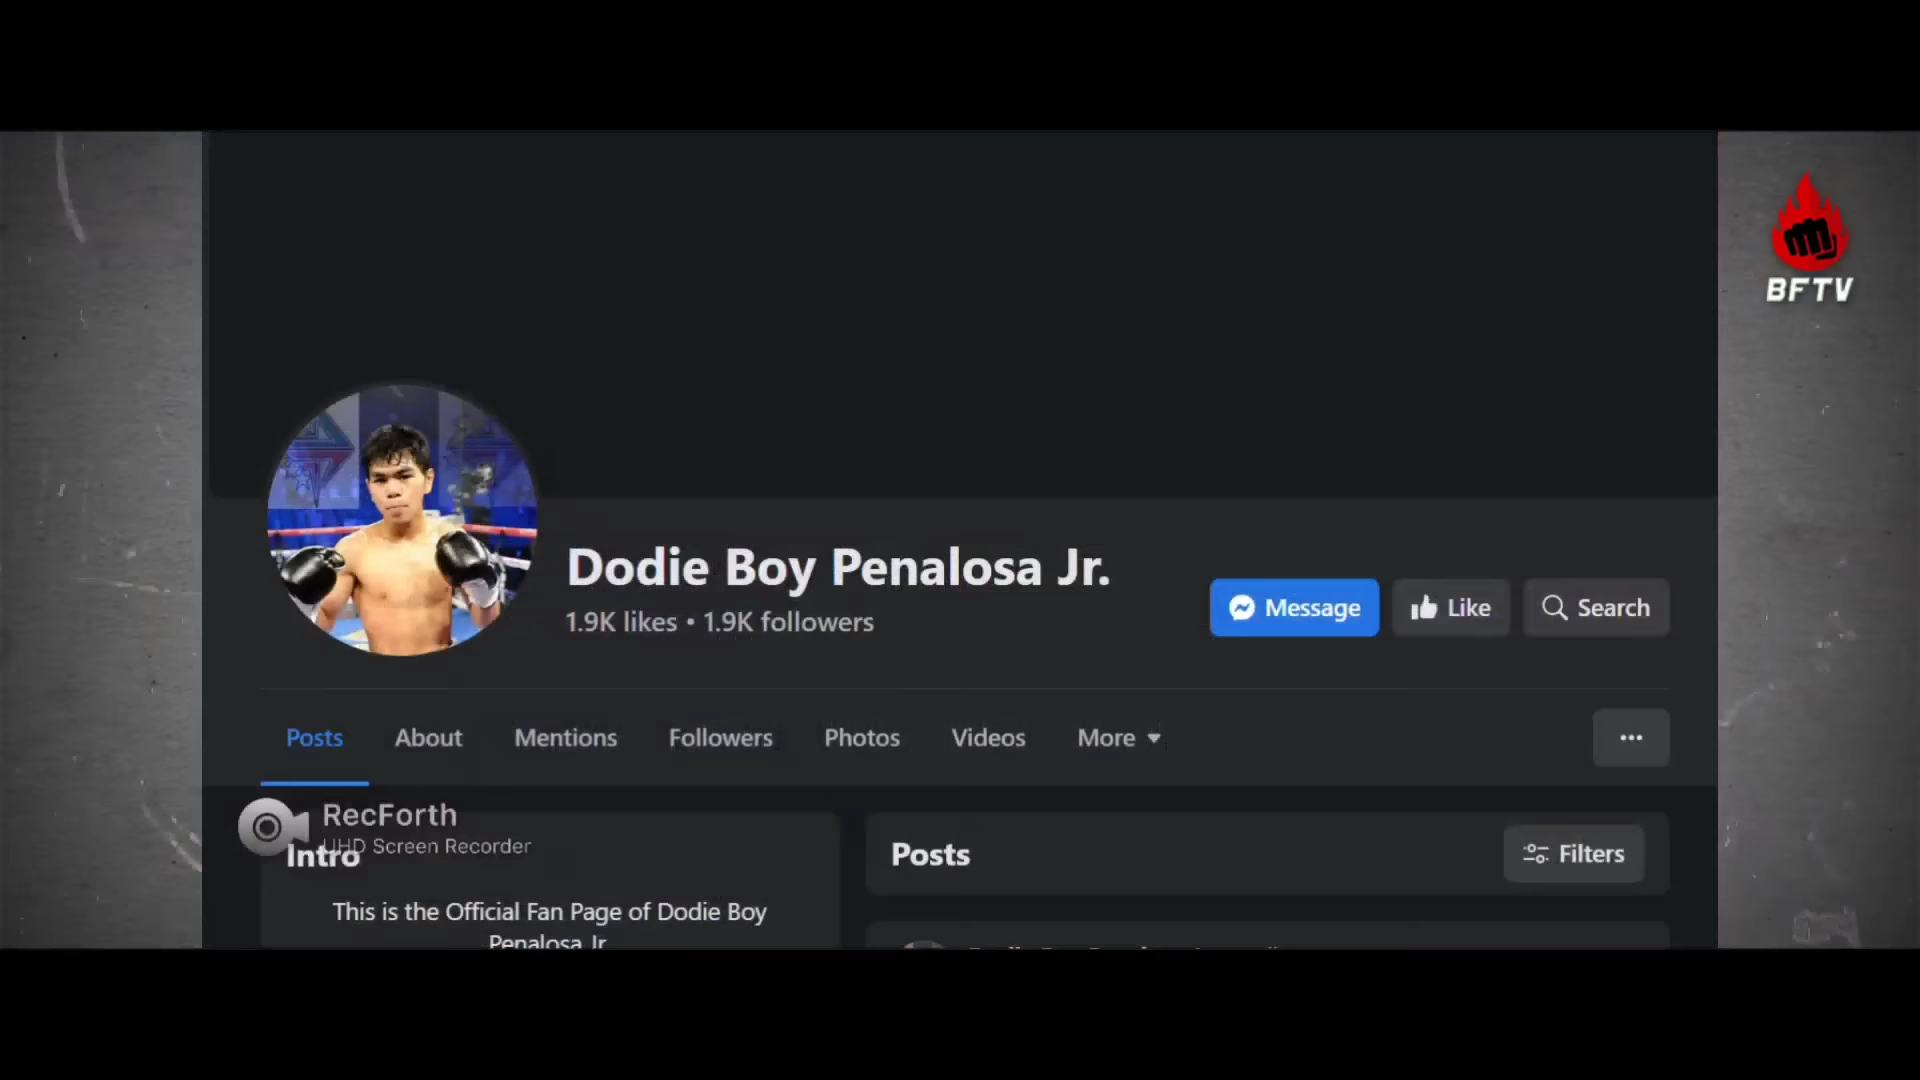 BFTV
Dodie Boy Penalosa Jr.
1.9K likes • 1.9K followers
Message
Like
Search
Posts
About
Mentions
Followers
Photos
Videos
More
RecForth
UHD Screen Recorder
Intro
Posts
Filters
This is the Official Fan Page of Dodie Boy
Penalosa Jr